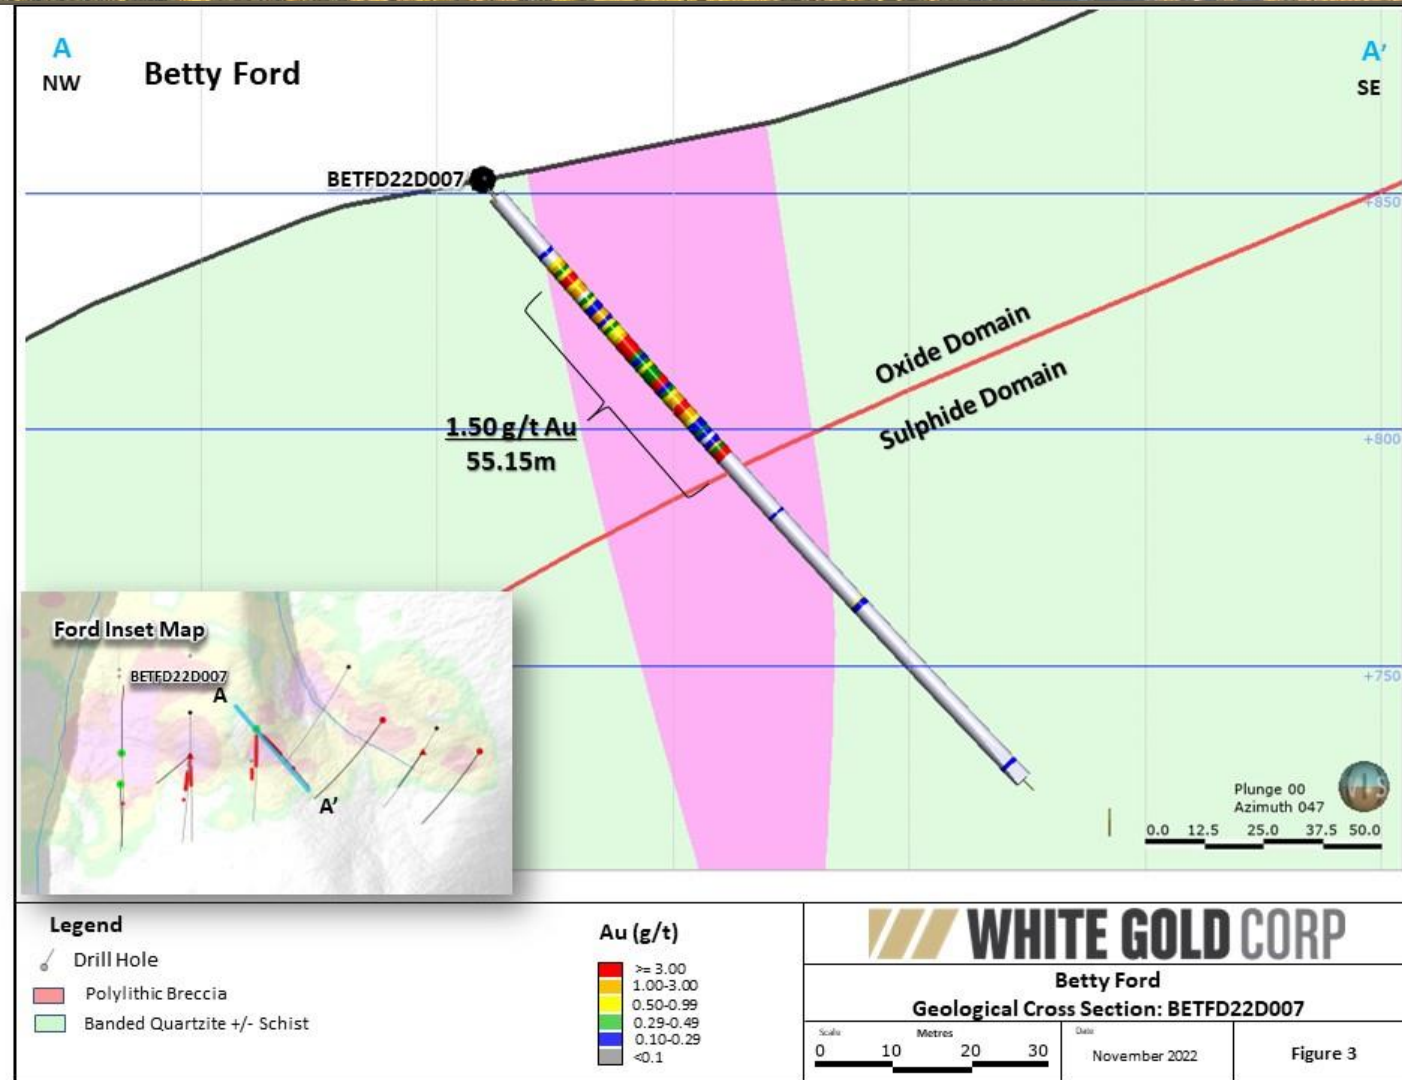 A
NW
Betty Ford
A'
SE
BETFD22D007
+850
Oxide Domain
Sulphide Domain
1.50 g/t Au
55.15m
+800
+750
Ford Inset Map
BETFD22D007
A
A'
Plunge 00
Azimuth 047
0.0 12.5 25.0 37.5 50.0
Legend
Drill Hole
Polylithic Breccia
Banded Quartzite +/- Schist
Au (g/t)
>= 3.00
1.00-3.00
0.50-0.99
0.29-0.49
0.10-0.29
<0.1
WHITE GOLD CORP
Betty Ford
Geological Cross Section: BETFD22D007
Scale Metres
0 10 20 30
Date
November 2022
Figure 3